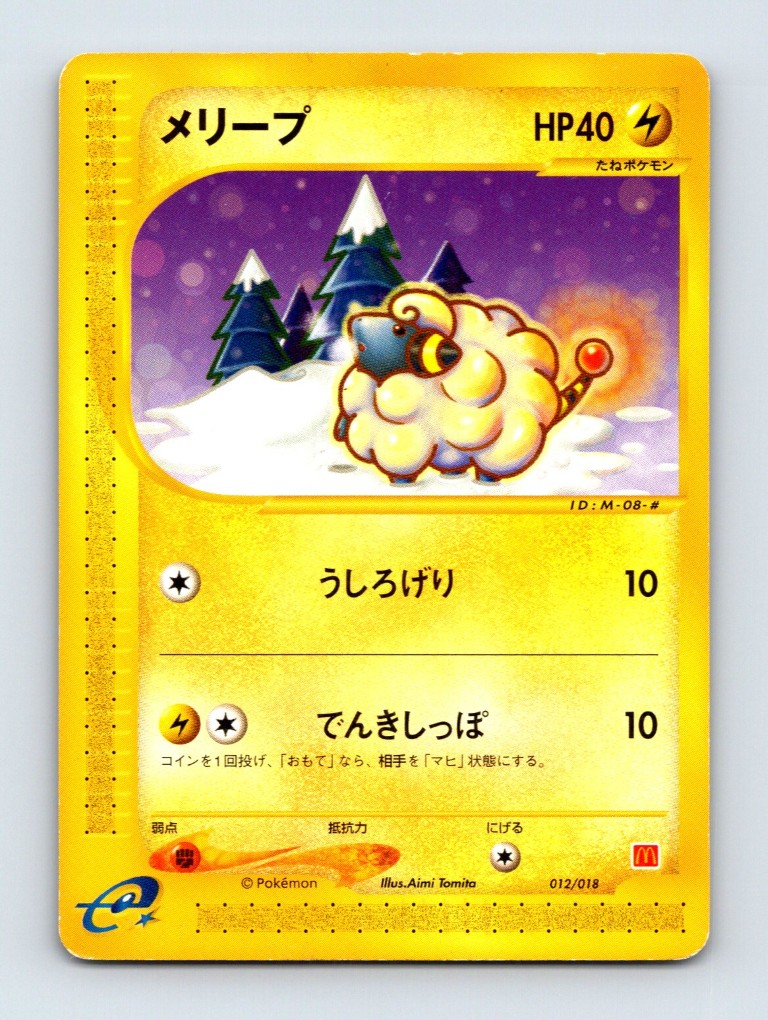 メリープ HP40
たねポケモン
ID:M-08-#
うしろげり 10
でんきしっぽ 10
コインを1回投げ、「おもて」なら、相手を「マヒ」状態にする。
弱点 抵抗力 にげる
©Pokémon Illus.Aimi Tomita 012/018